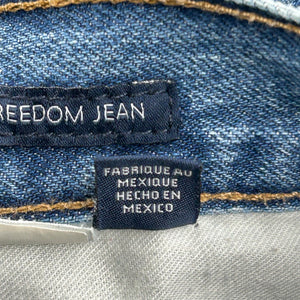 REEDOM JEAN
FABRIQUE AU
MEXIQUE
HECHO EN
MEXICO